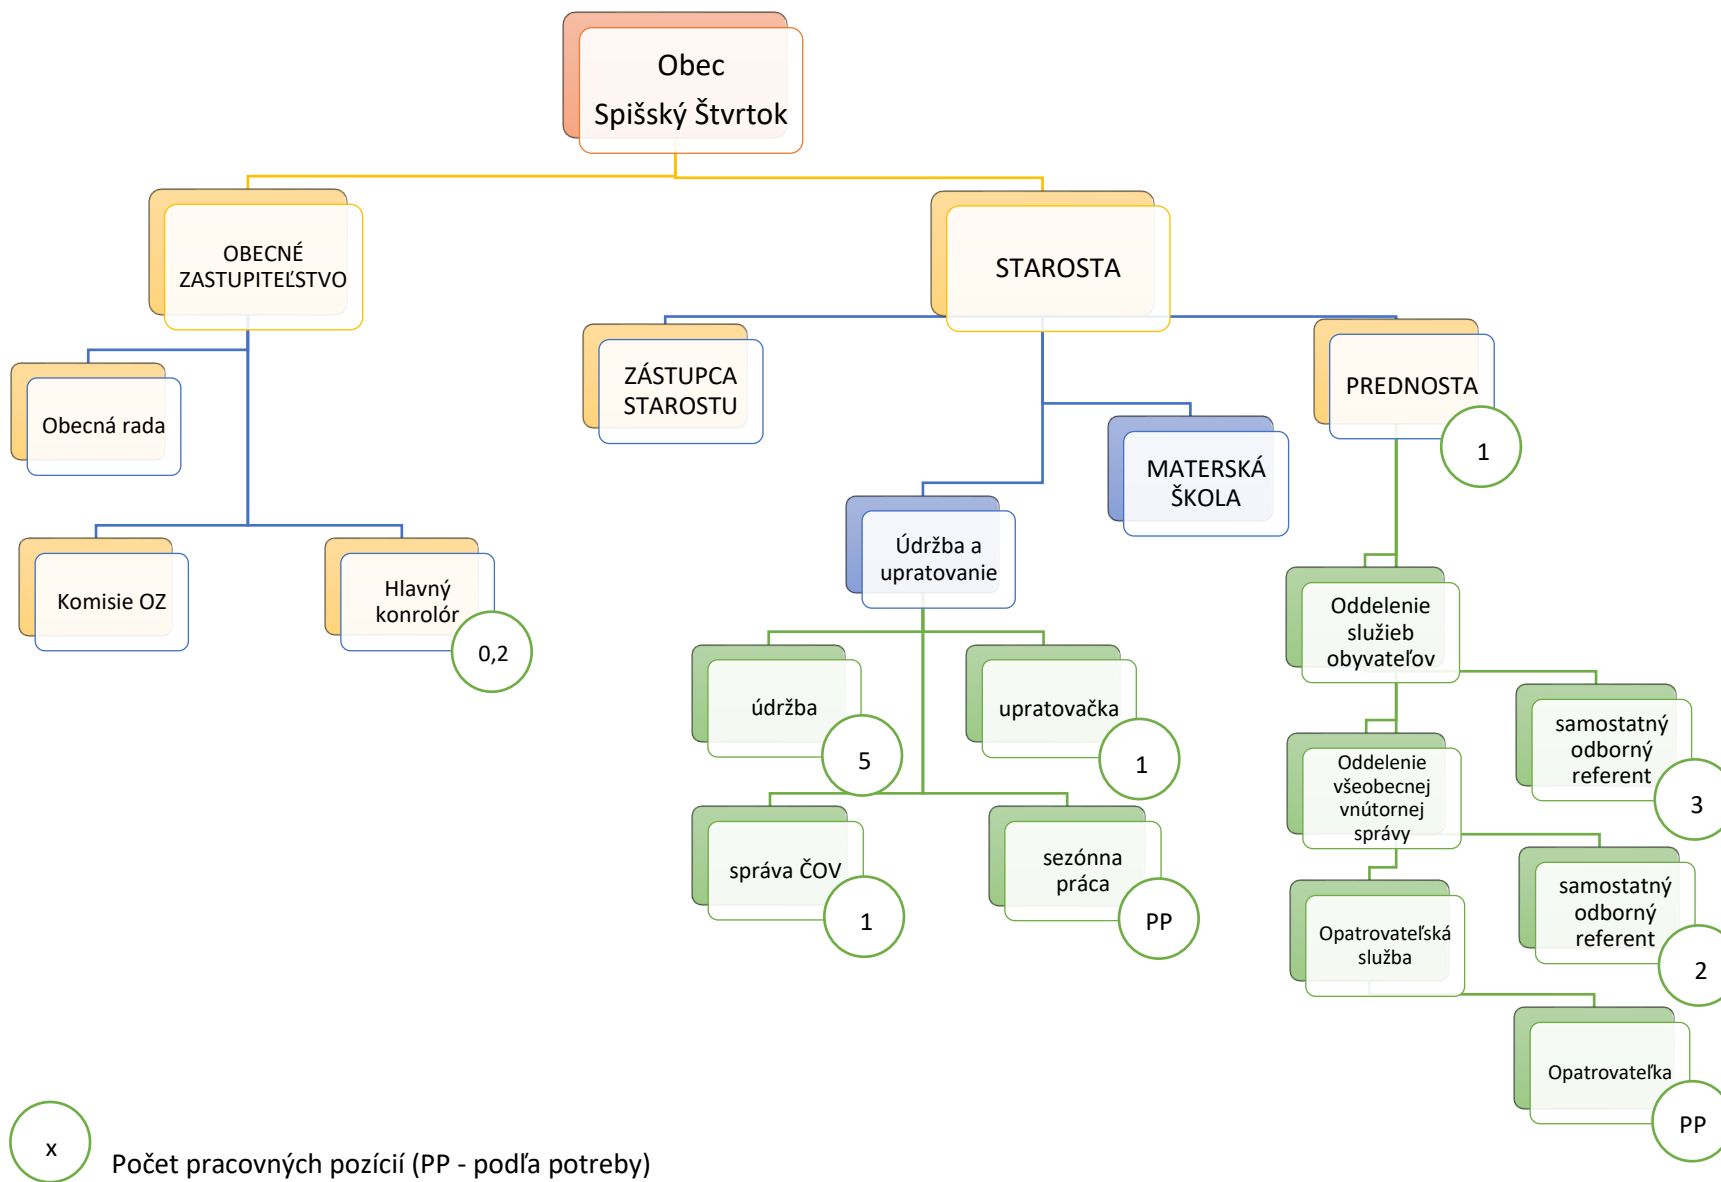 Obec
Spišský Štvrtok
OBECNÉ
ZASTUPITEĽSTVO
STAROSTA
Obecná rada
Komisie OZ
Hlavný
konrolór
0,2
ZÁSTUPCA
STAROSTU
MATERSKÁ
ŠKOLA
PREDNOSTA
1
Údržba a
upratovanie
údržba
5
upratovačka
1
správa ČOV
1
sezónna
práca
PP
Oddelenie
služieb
obyvateľov
samostatný
odborný
referent
3
Oddelenie
všeobecnej
vnútornej
správy
samostatný
odborný
referent
2
Opatrovateľská
služba
Opatrovateľka
PP
x
Počet pracovných pozícií (PP - podľa potreby)